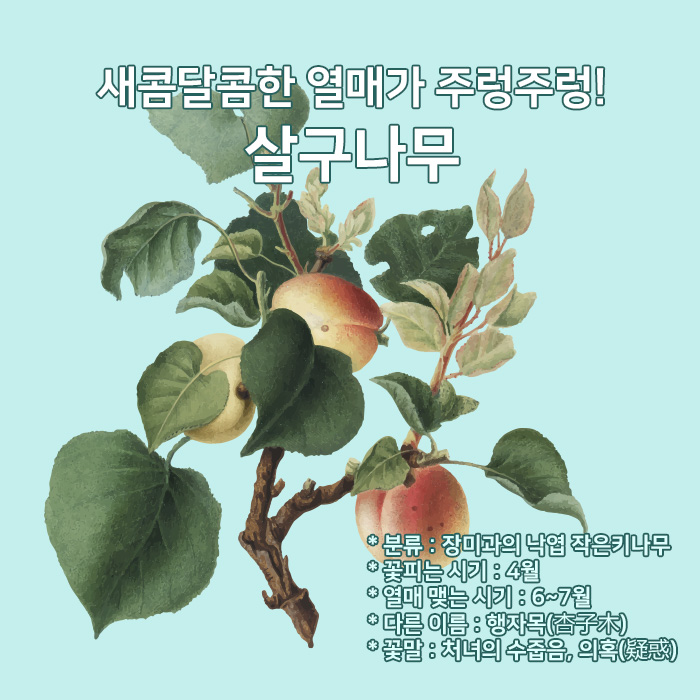 새콤달콤한 열매가 주렁주렁!
살구나무
* 분류 : 장미과의 낙엽 작은키나무
* 꽃피는 시기 : 4월
* 열매 맺는 시기 : 6~7월
* 다른 이름 : 행자목(杏子木)
* 꽃말 : 처녀의 수줍음, 의혹(疑惑)